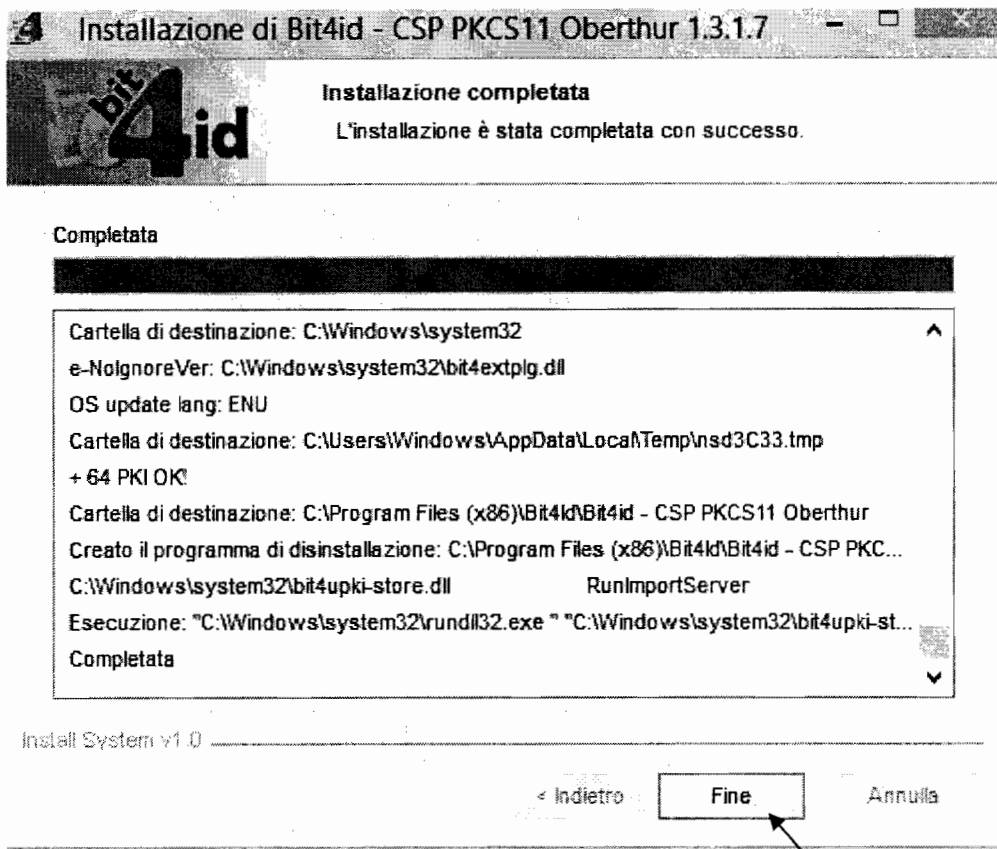 Installazione di Bit4id - CSP PKCS11 Oberthur 1.3.1.7
bit4id
Installazione completata
L'installazione è stata completata con successo.
Completata
Cartella di destinazione: C:\Windows\system32
e-NoIgnoreVer: C:\Windows\system32\bit4extplg.dll
OS update lang: ENU
Cartella di destinazione: C:\Users\Windows\AppData\Local\Temp\nsd3C33.tmp
+ 64 PKI OK!
Cartella di destinazione: C:\Program Files (x86)\Bit4Id\Bit4id - CSP PKCS11 Oberthur
Creato il programma di disinstallazione: C:\Program Files (x86)\Bit4Id\Bit4id - CSP PKC...
C:\Windows\system32\bit4upki-store.dll RunImportServer
Esecuzione: "C:\Windows\system32\rundll32.exe " "C:\Windows\system32\bit4upki-st...
Completata
Install System v1.0
< Indietro Fine Annulla